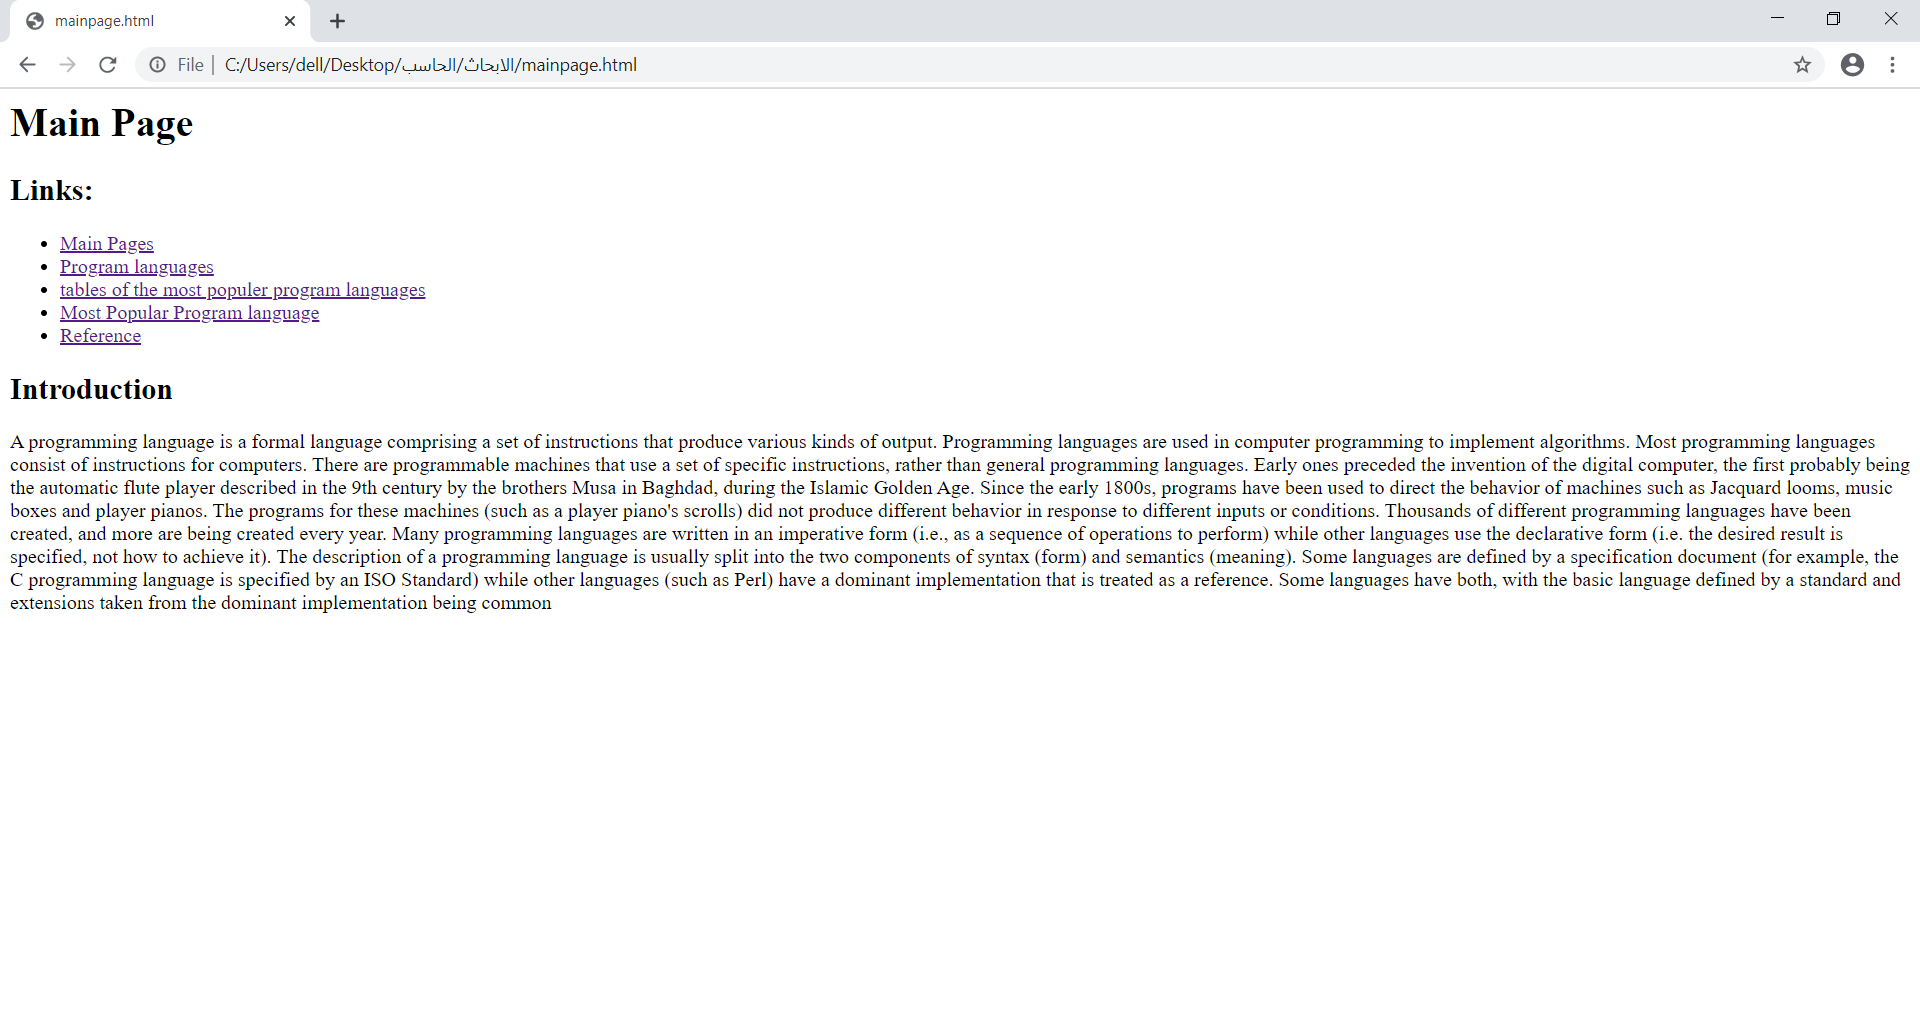 mainpage.html
File | C:/Users/dell/Desktop/الابحاث/الحاسب/mainpage.html
Main Page
Links:
• Main Pages
• Program languages
• tables of the most populer program languages
• Most Popular Program language
• Reference
Introduction
A programming language is a formal language comprising a set of instructions that produce various kinds of output. Programming languages are used in computer programming to implement algorithms. Most programming languages
consist of instructions for computers. There are programmable machines that use a set of specific instructions, rather than general programming languages. Early ones preceded the invention of the digital computer, the first probably being
the automatic flute player described in the 9th century by the brothers Musa in Baghdad, during the Islamic Golden Age. Since the early 1800s, programs have been used to direct the behavior of machines such as Jacquard looms, music
boxes and player pianos. The programs for these machines (such as a player piano's scrolls) did not produce different behavior in response to different inputs or conditions. Thousands of different programming languages have been
created, and more are being created every year. Many programming languages are written in an imperative form (i.e., as a sequence of operations to perform) while other languages use the declarative form (i.e. the desired result is
specified, not how to achieve it). The description of a programming language is usually split into the two components of syntax (form) and semantics (meaning). Some languages are defined by a specification document (for example, the
C programming language is specified by an ISO Standard) while other languages (such as Perl) have a dominant implementation that is treated as a reference. Some languages have both, with the basic language defined by a standard and
extensions taken from the dominant implementation being common